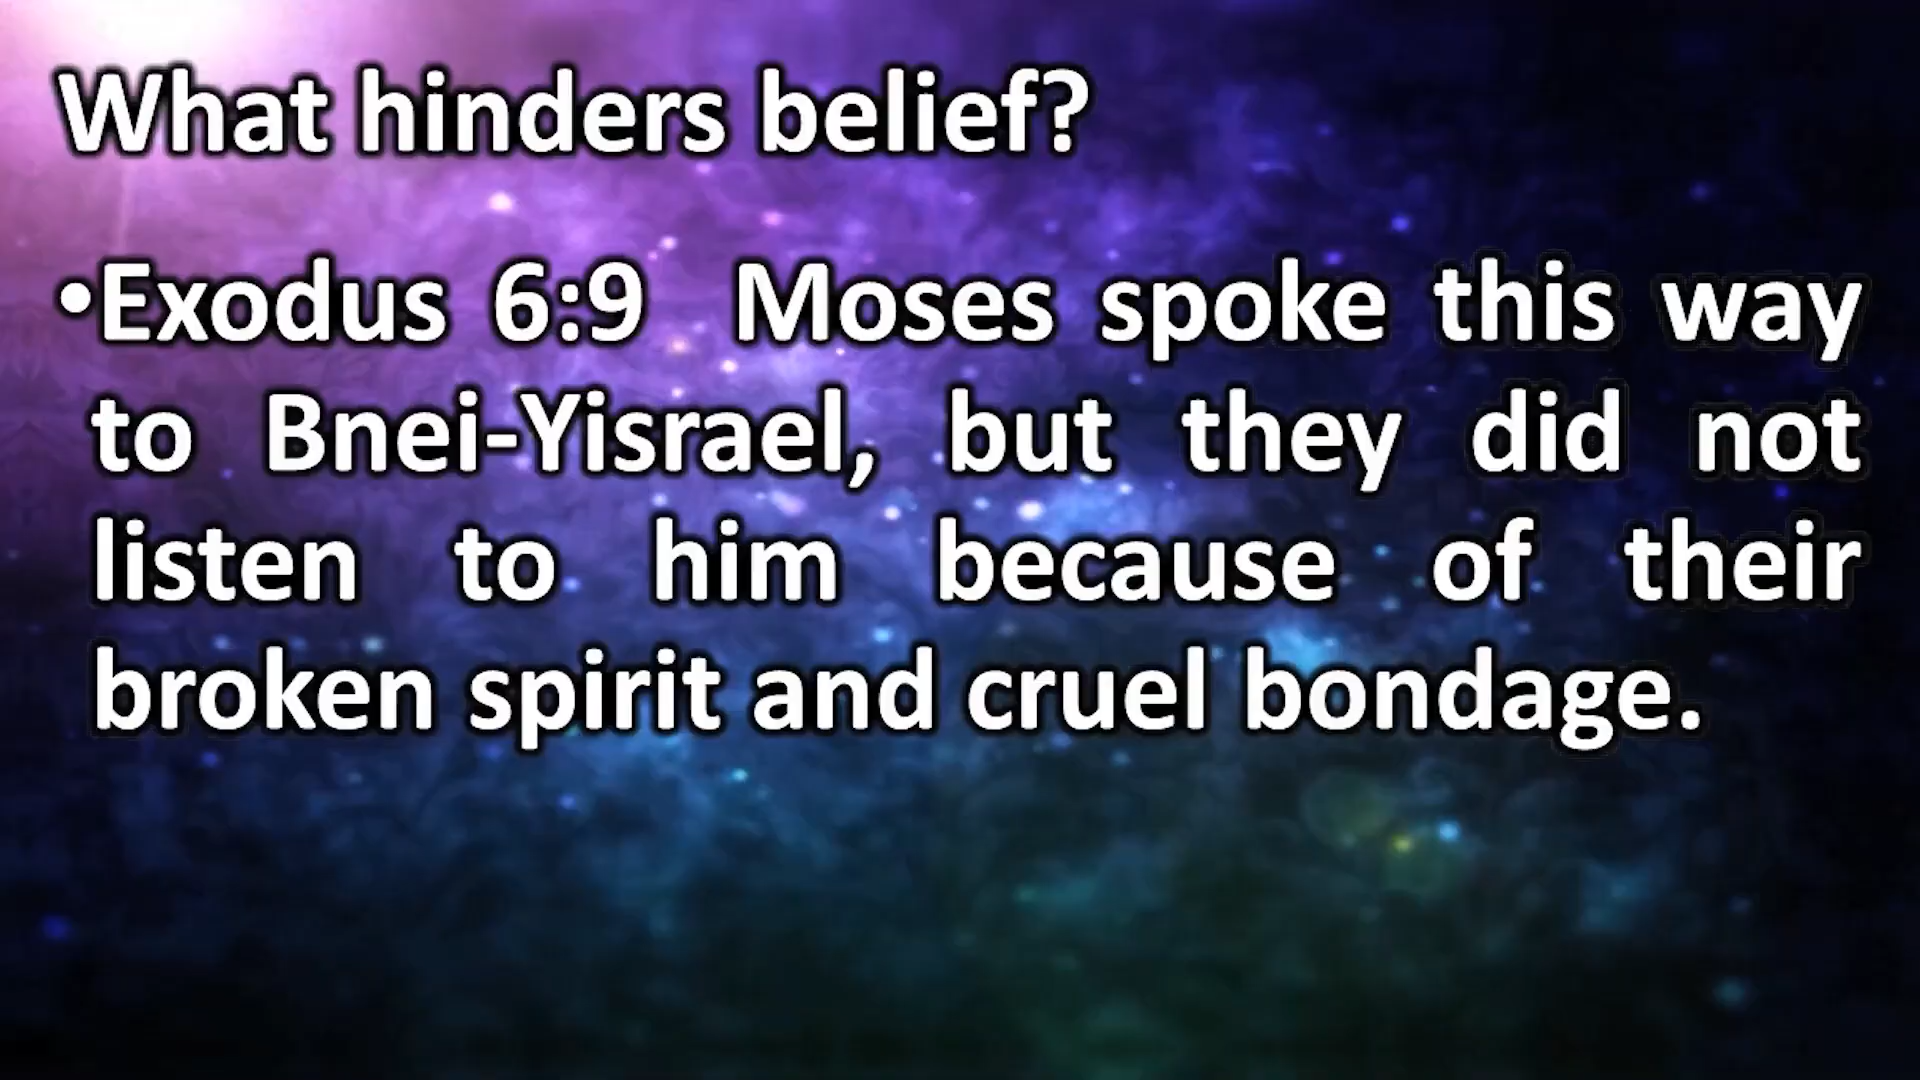 What hinders belief?
•Exodus 6:9 Moses spoke this way
to Bnei-Yisrael, but they did not
listen to him because of their
broken spirit and cruel bondage.